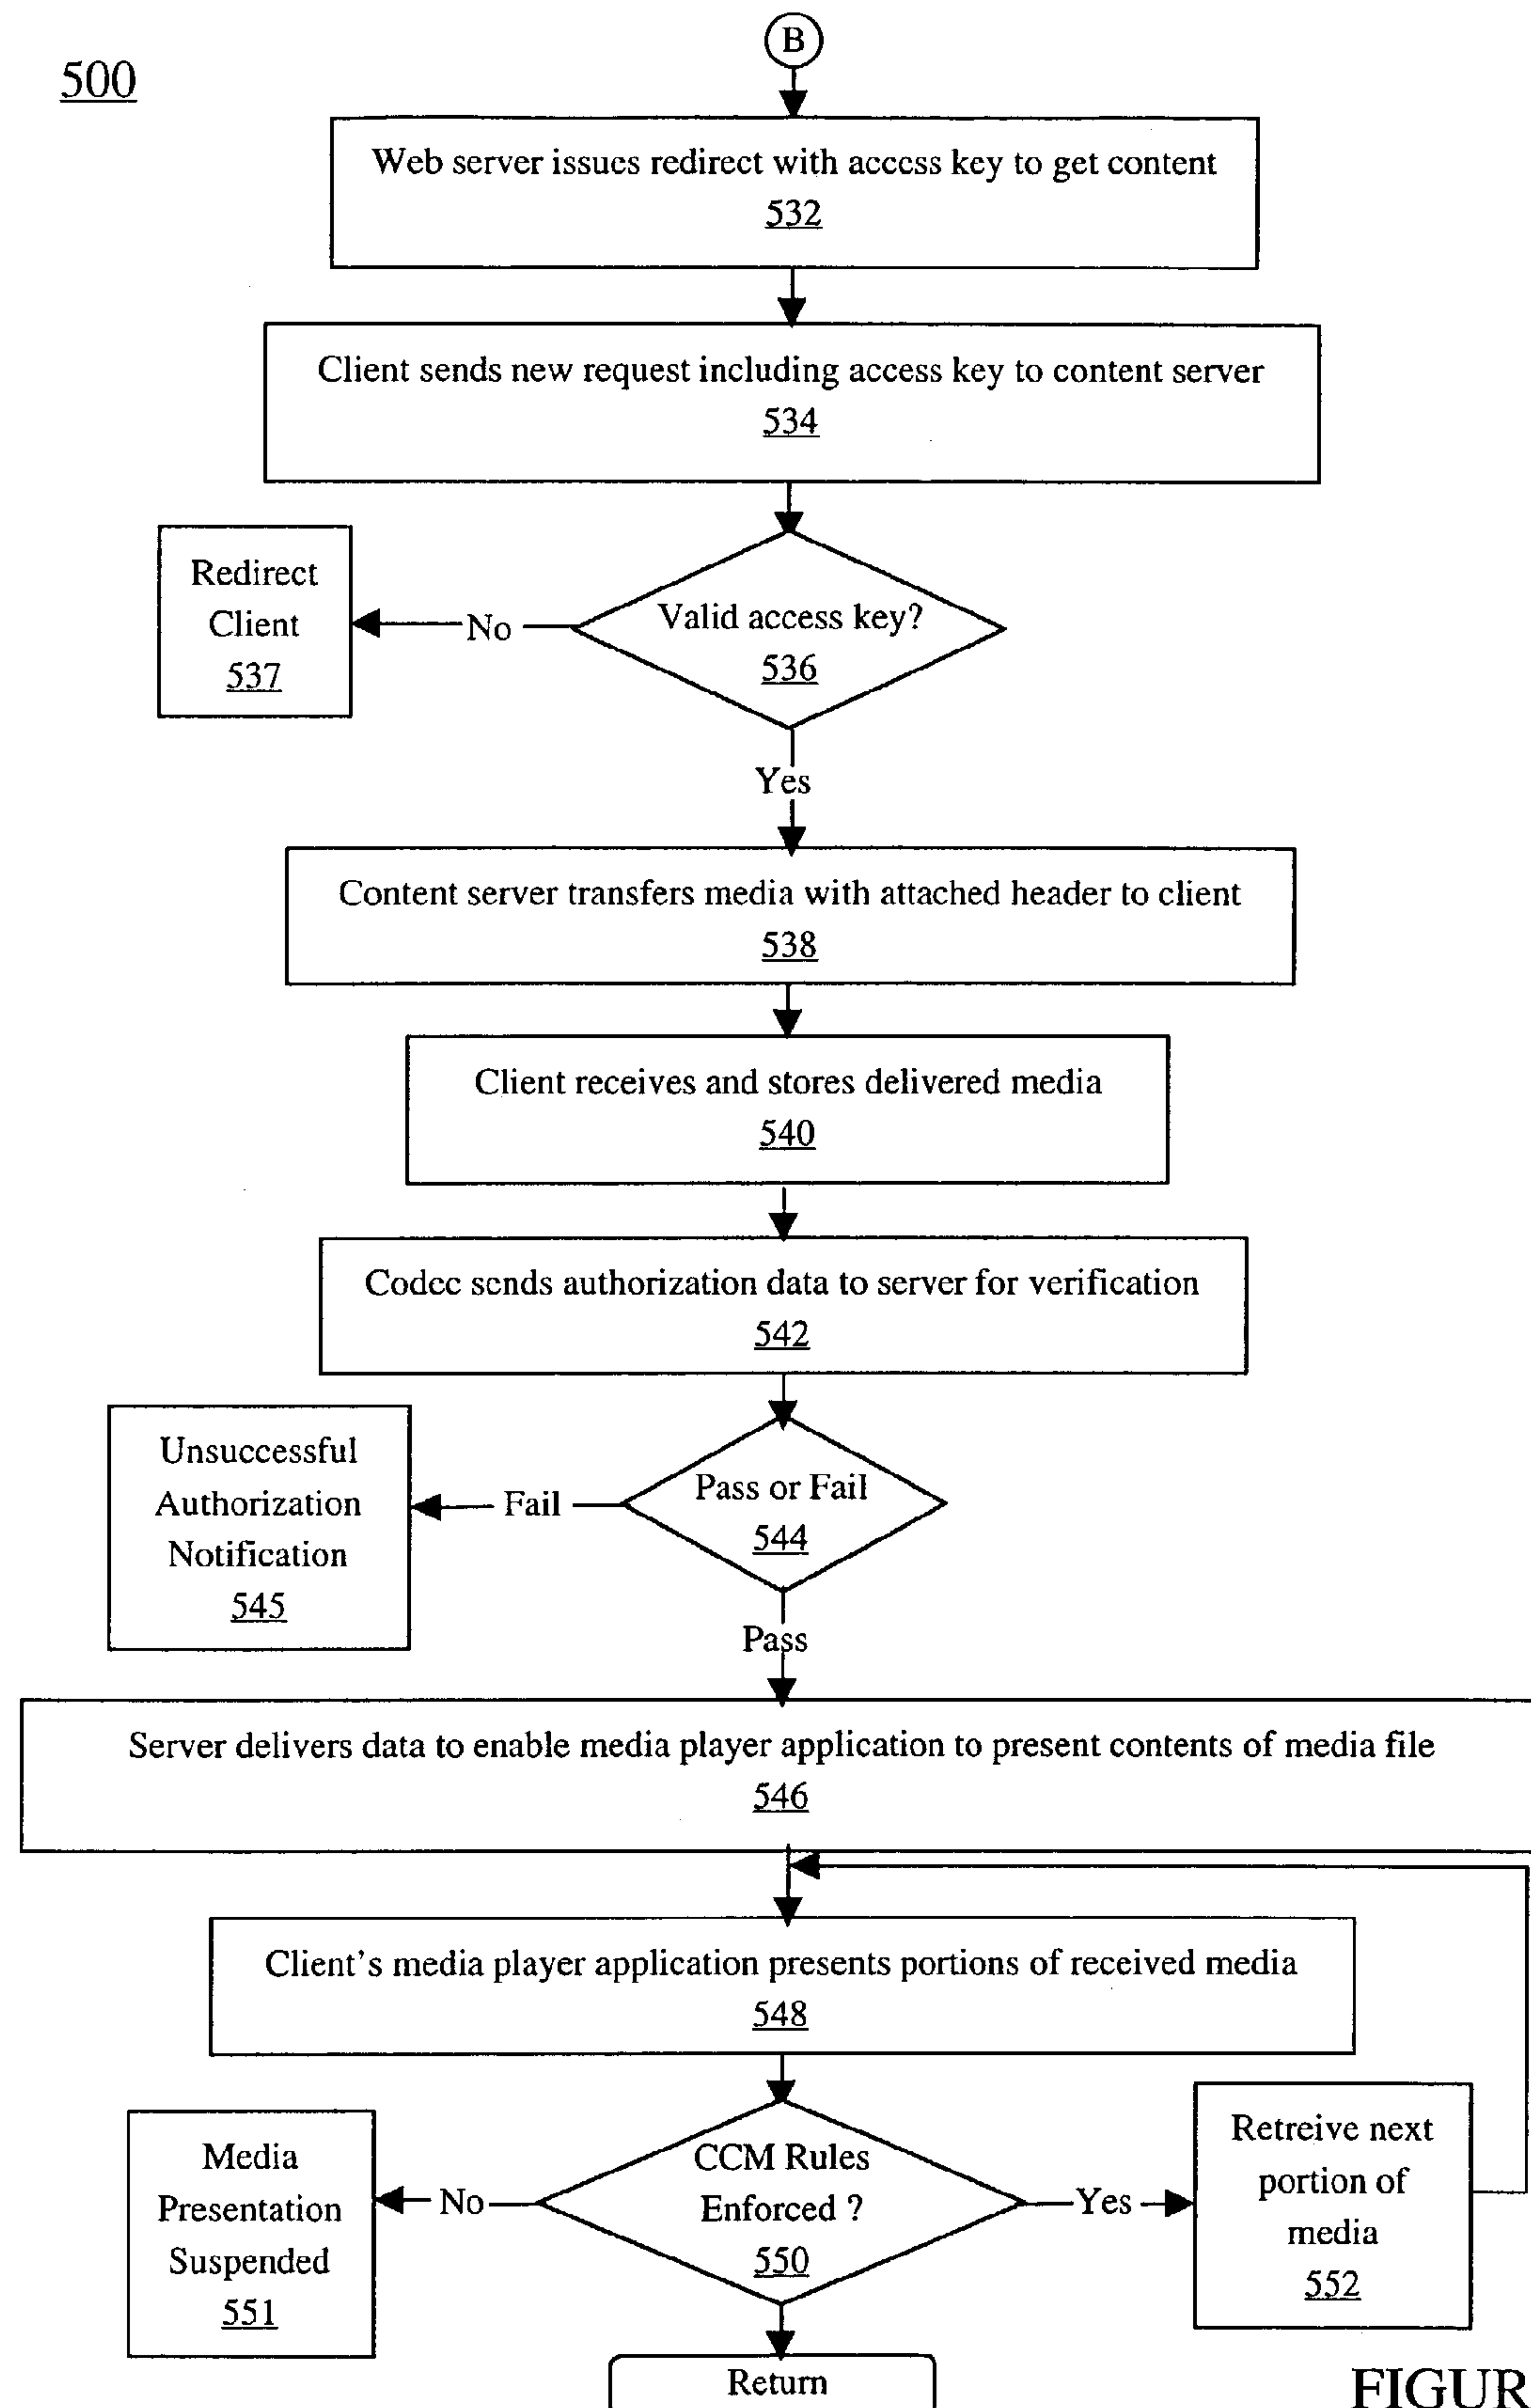 B
500
Web server issues redirect with access key to get content
532
Client sends new request including access key to content server
534
Redirect
Client
537
No
Valid access key?
536
Yes
Content server transfers media with attached header to client
538
Client receives and stores delivered media
540
Codec sends authorization data to server for verification
542
Unsuccessful
Authorization
Notification
545
Fail
Pass or Fail
544
Pass
Server delivers data to enable media player application to present contents of media file
546
Client's media player application presents portions of received media
548
Media
Presentation
Suspended
551
No
CCM Rules
Enforced ?
550
Yes
Retreive next
portion of
media
552
Return
FIGUR